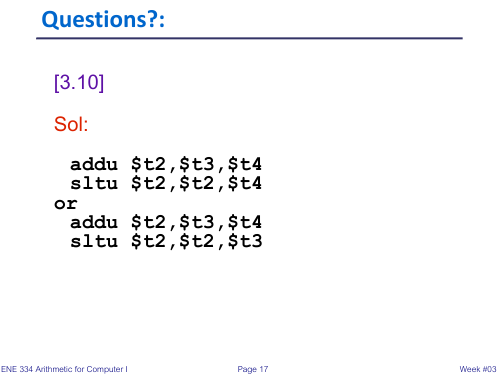 Questions?:
[3.10]
Sol:
addu $t2,$t3,$t4
sltu $t2,$t2,$t4
or
addu $t2,$t3,$t4
sltu $t2,$t2,$t3
ENE 334 Arithmetic for Computer I Page 17 Week #03